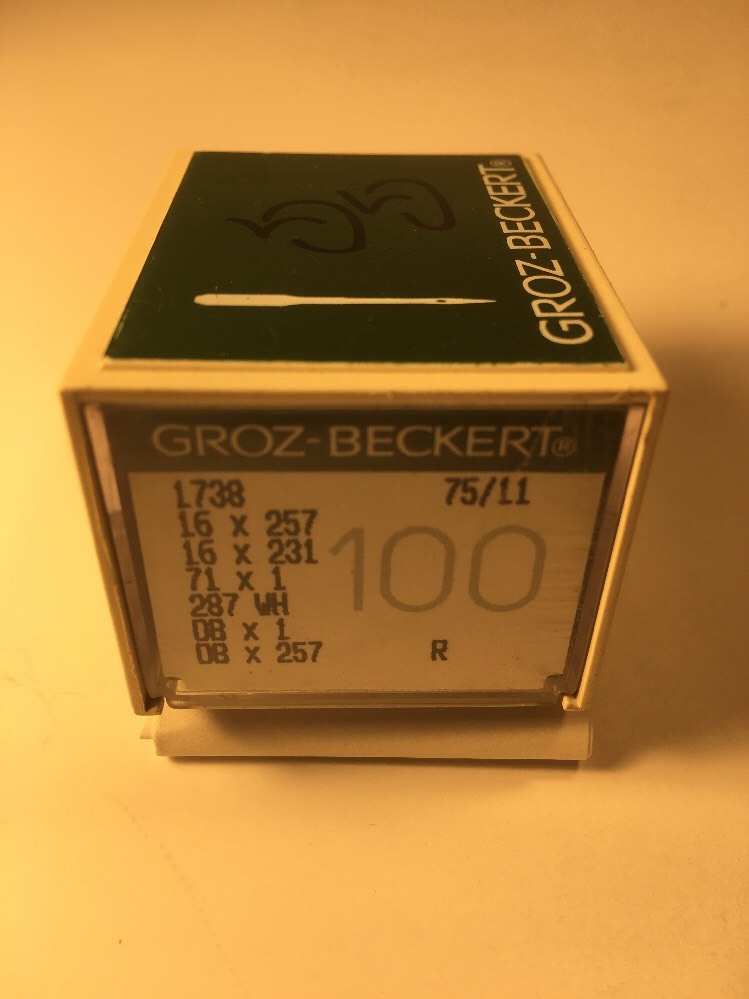 GROZ-BECKERT®
GROZ-BECKERT®
1738 75/11
16 x 257
16 x 231
71 x 1
287 WH
DB x 1
DB x 257 R
100